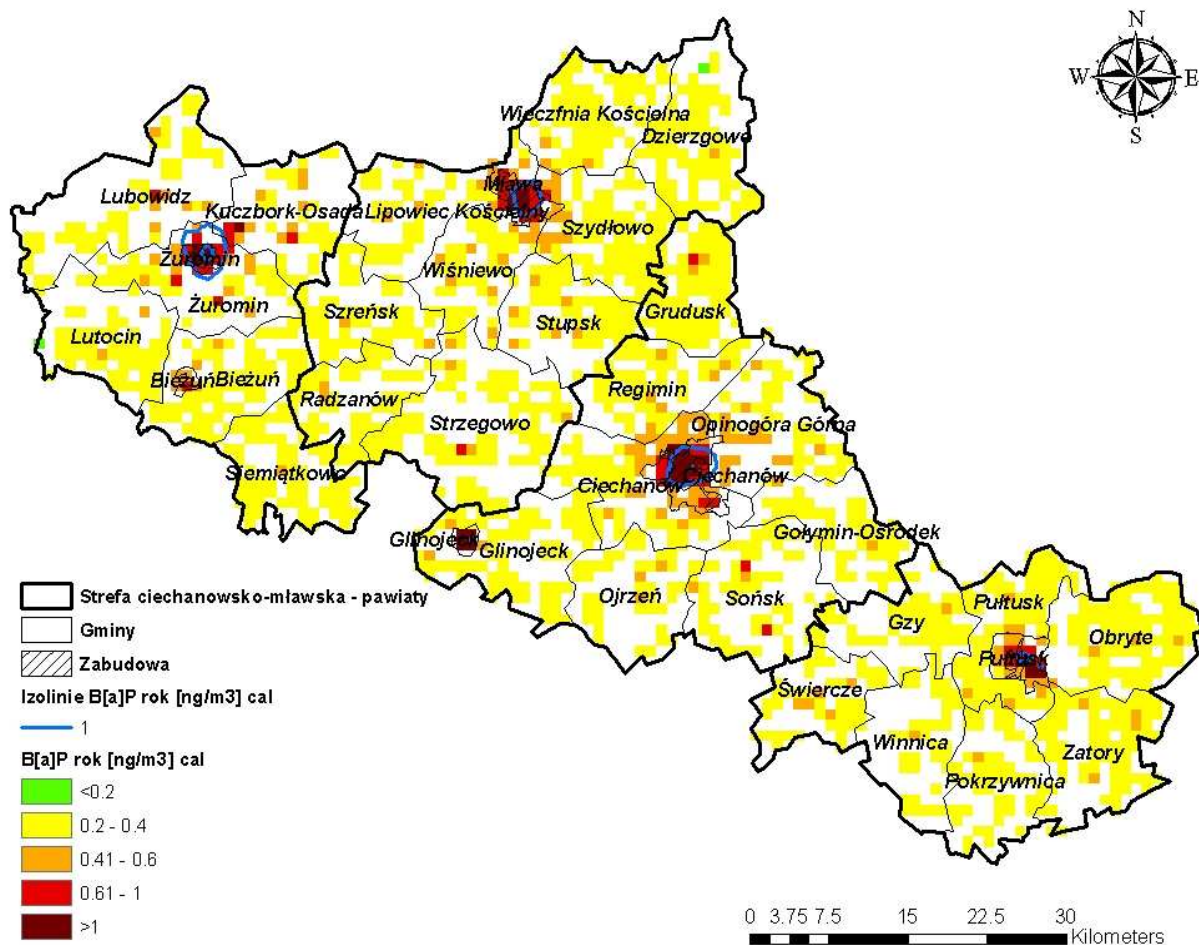 N
W E
S
Wieczfnia Kościelna
Dzierzgowo
Mława
Lubowidz
Kuczbork-Osada
Lipowiec Kościelny
Szydłowo
Żuromin
Wiśniewo
Żuromin
Szreńsk
Stupsk
Grudusk
Lutocin
Bieżuń
Bieżuń
Radzanów
Regimin
Strzegowo
Opinogóra Górna
Siemiątkowo
Ciechanów
Ciechanów
Glinojeck
Glinojeck
Gołymin-Ośrodek
Ojrzeń
Sońsk
Gzy
Pułtusk
Obryte
Pułtusk
Świercze
Winnica
Zatory
Pokrzywnica
Strefa ciechanowsko-mławska - pawiaty
Gminy
Zabudowa
Izolinie B[a]P rok [ng/m3] cal
1
B[a]P rok [ng/m3] cal
<0.2
0.2 - 0.4
0.41 - 0.6
0.61 - 1
>1
0 3.75 7.5 15 22.5 30
Kilometers